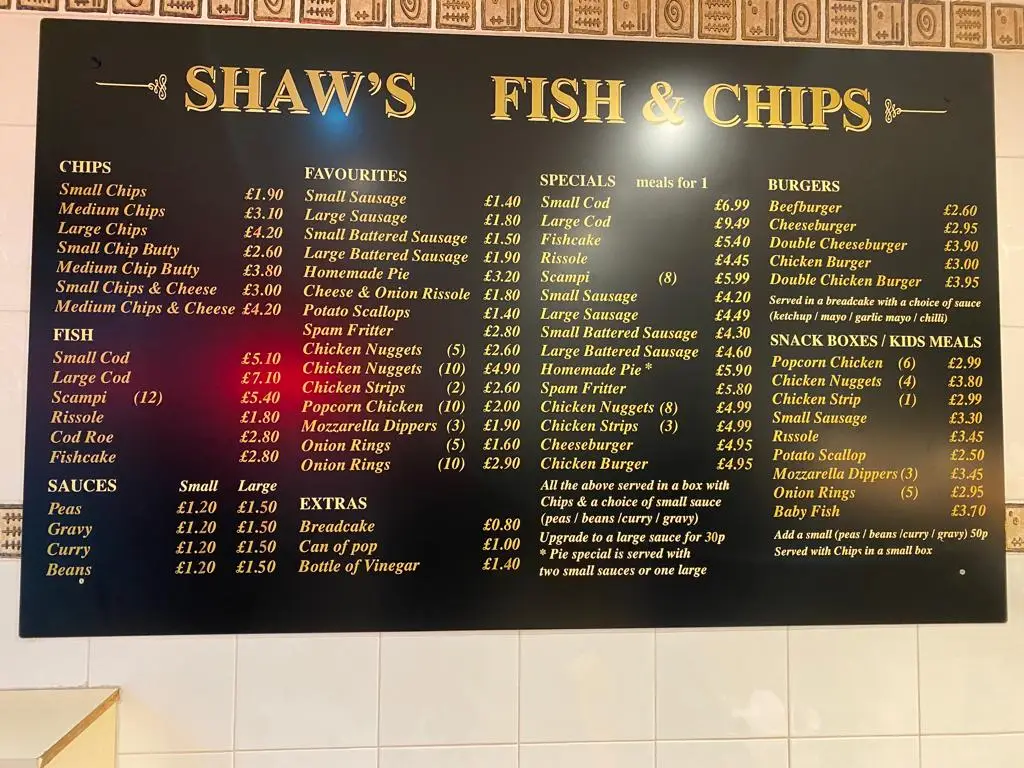 SHAW'S FISH & CHIPS
CHIPS
Small Chips £1.90
Medium Chips £3.10
Large Chips £4.20
Small Chip Butty £2.60
Medium Chip Butty £3.80
Small Chips & Cheese £3.00
Medium Chips & Cheese £4.20
FISH
Small Cod £5.10
Large Cod £7.10
Scampi (12) £5.40
Rissole £1.80
Cod Roe £2.80
Fishcake £2.80
SAUCES Small Large
Peas £1.20 £1.50
Gravy £1.20 £1.50
Curry £1.20 £1.50
Beans £1.20 £1.50
FAVOURITES
Small Sausage £1.40
Large Sausage £1.80
Small Battered Sausage £1.50
Large Battered Sausage £1.90
Homemade Pie £3.20
Cheese & Onion Rissole £1.80
Potato Scallops £1.40
Spam Fritter £2.80
Chicken Nuggets (5) £2.60
Chicken Nuggets (10) £4.90
Chicken Strips (2) £2.60
Popcorn Chicken (10) £2.00
Mozzarella Dippers (3) £1.90
Onion Rings (5) £1.60
Onion Rings (10) £2.90
EXTRAS
Breadcake £0.80
Can of pop £1.00
Bottle of Vinegar £1.40
SPECIALS meals for 1
Small Cod £6.99
Large Cod £9.49
Fishcake £5.40
Rissole £4.45
Scampi (8) £5.99
Small Sausage £4.20
Large Sausage £4.49
Small Battered Sausage £4.30
Large Battered Sausage £4.60
Homemade Pie * £5.90
Spam Fritter £5.80
Chicken Nuggets (8) £4.99
Chicken Strips (3) £4.99
Cheeseburger £4.95
Chicken Burger £4.95
All the above served in a box with
Chips & a choice of small sauce
(peas / beans /curry / gravy)
Upgrade to a large sauce for 30p
* Pie special is served with
two small sauces or one large
BURGERS
Beefburger £2.60
Cheeseburger £2.95
Double Cheeseburger £3.90
Chicken Burger £3.00
Double Chicken Burger £3.95
Served in a breadcake with a choice of sauce
(ketchup / mayo / garlic mayo / chilli)
SNACK BOXES / KIDS MEALS
Popcorn Chicken (6) £2.99
Chicken Nuggets (4) £3.80
Chicken Strip (1) £2.99
Small Sausage £3.30
Rissole £3.45
Potato Scallop £2.50
Mozzarella Dippers (3) £3.45
Onion Rings (5) £2.95
Baby Fish £3.70
Add a small (peas / beans /curry / gravy) 50p
Served with Chips in a small box